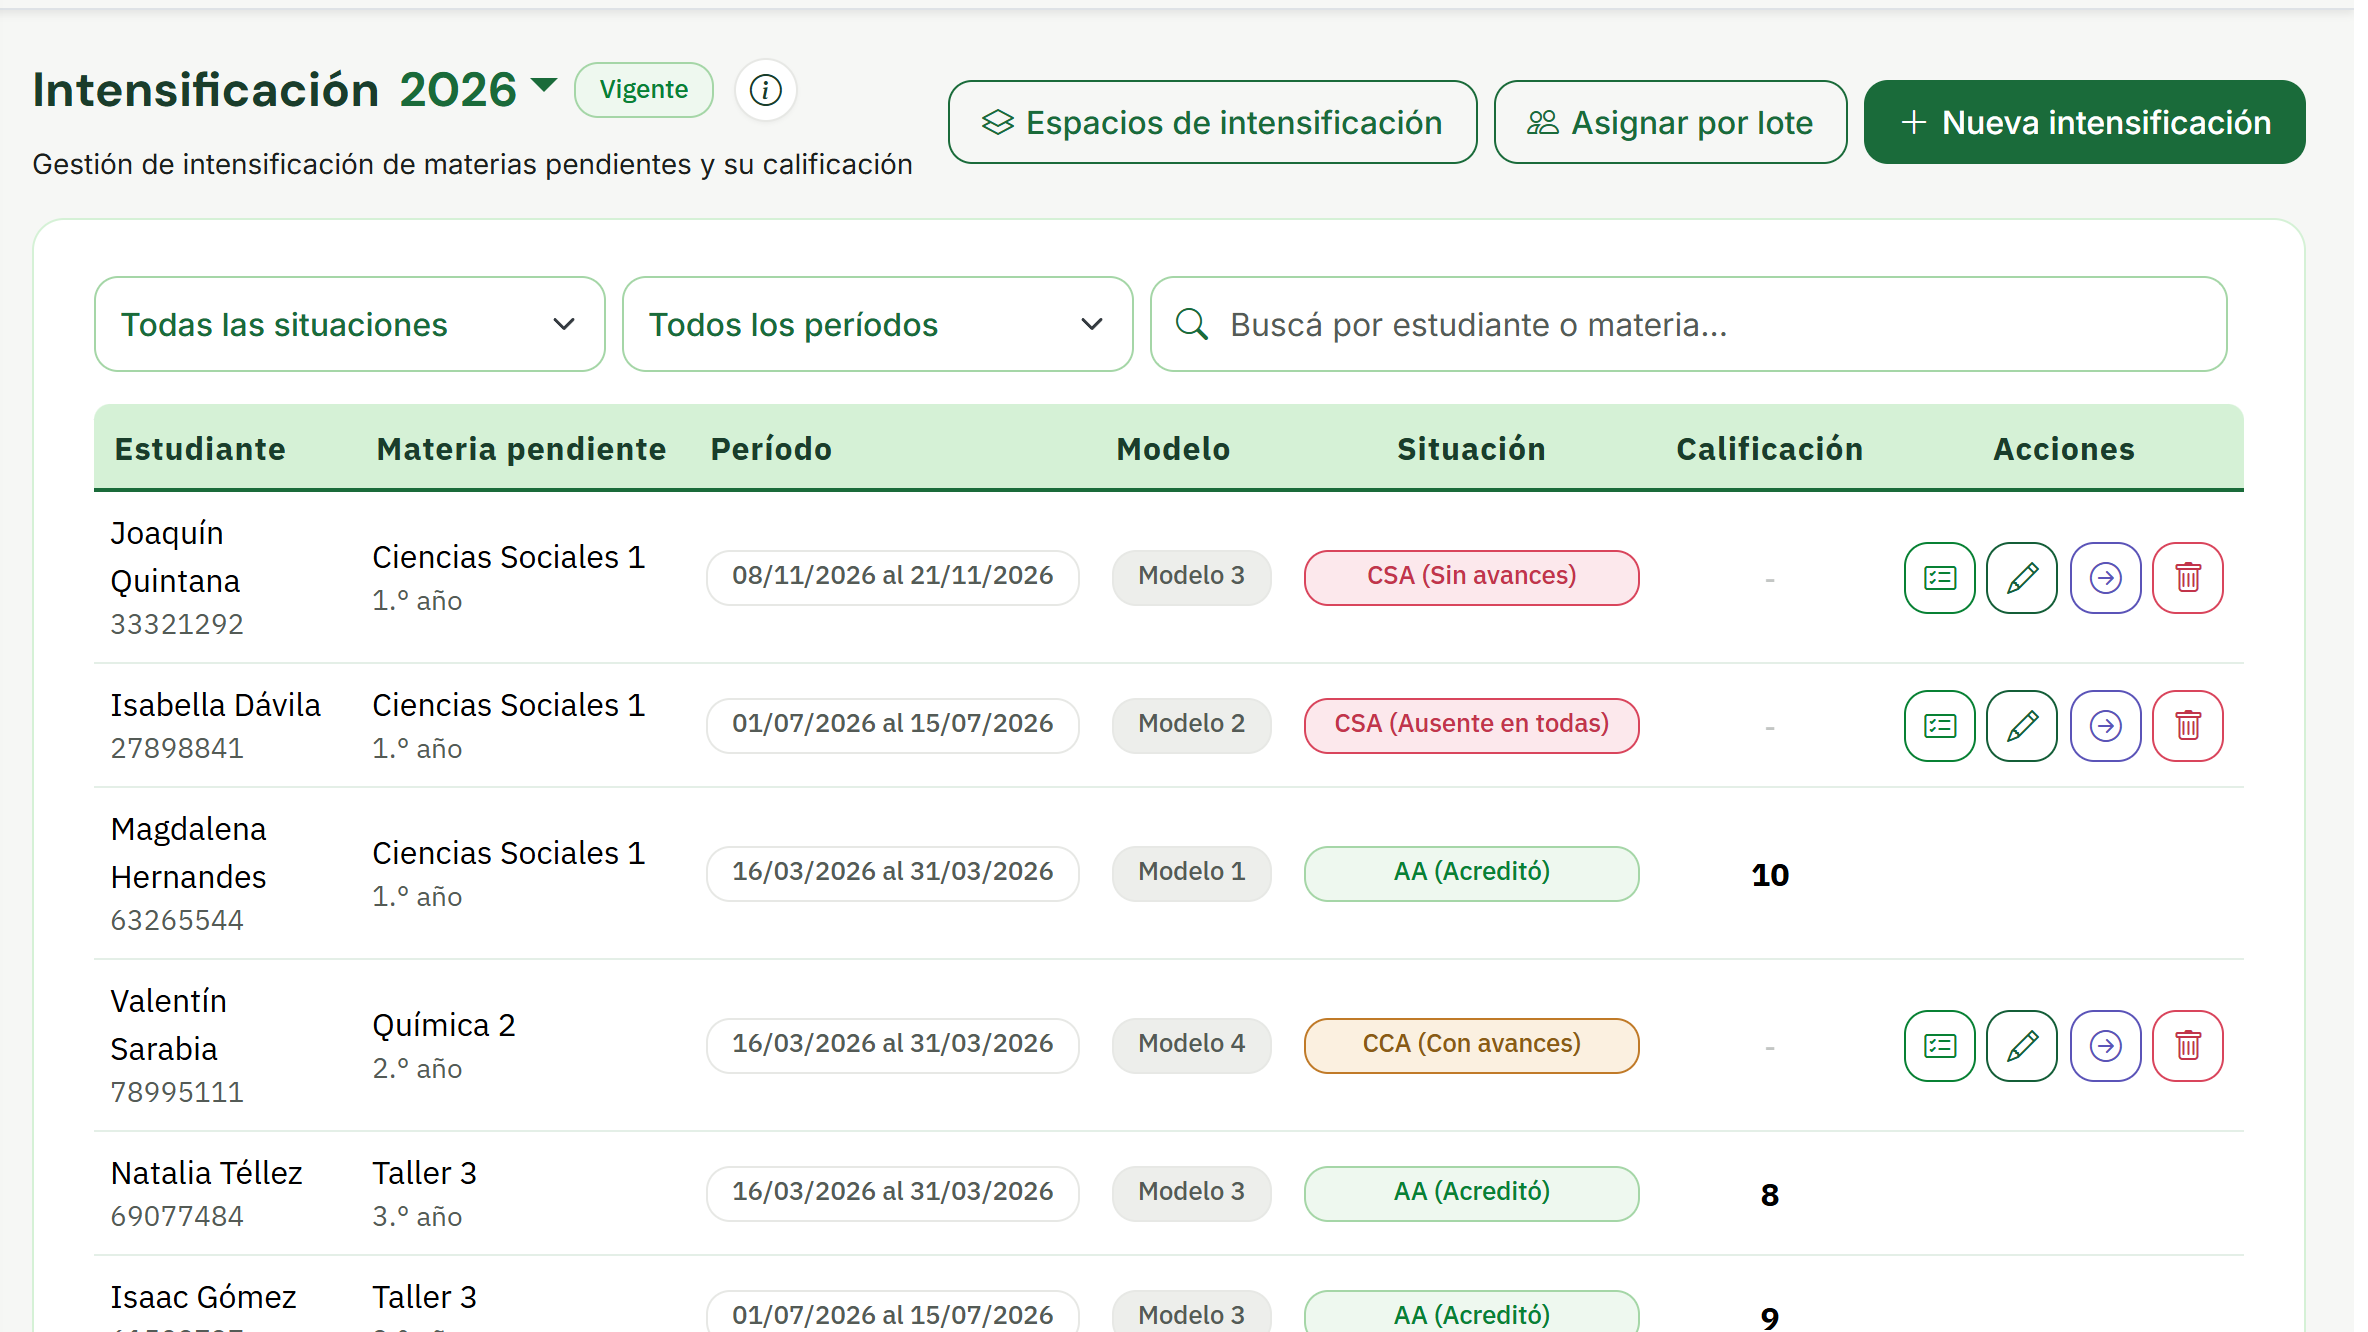 Intensificación 2026
Vigente
Gestión de intensificación de materias pendientes y su calificación
Espacios de intensificación
Asignar por lote
Nueva intensificación
Todas las situaciones
Todos los períodos
Buscá por estudiante o materia...
Estudiante Materia pendiente Período Modelo Situación Calificación Acciones
Joaquín
Quintana
33321292
Ciencias Sociales 1
1.º año
08/11/2026 al 21/11/2026
Modelo 3
CSA (Sin avances)
-
Isabella Dávila
27898841
Ciencias Sociales 1
1.º año
01/07/2026 al 15/07/2026
Modelo 2
CSA (Ausente en todas)
-
Magdalena
Hernandes
63265544
Ciencias Sociales 1
1.º año
16/03/2026 al 31/03/2026
Modelo 1
AA (Acreditó)
10
Valentín
Sarabia
78995111
Química 2
2.º año
16/03/2026 al 31/03/2026
Modelo 4
CCA (Con avances)
-
Natalia Téllez
69077484
Taller 3
3.º año
16/03/2026 al 31/03/2026
Modelo 3
AA (Acreditó)
8
Isaac Gómez
Taller 3
01/07/2026 al 15/07/2026
Modelo 3
AA (Acreditó)
9